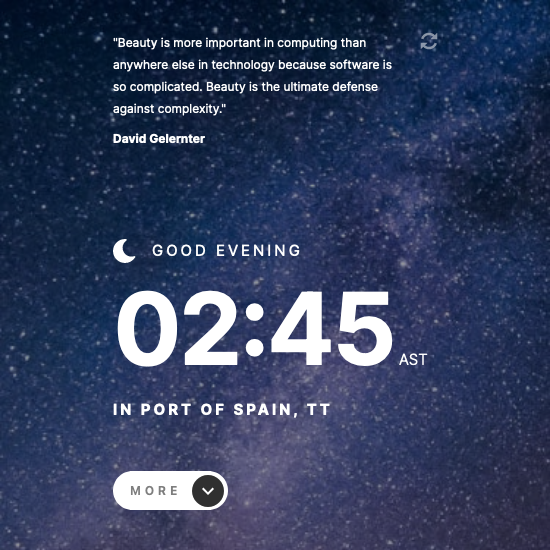 "Beauty is more important in computing than
anywhere else in technology because software is
so complicated. Beauty is the ultimate defense
against complexity."
David Gelernter
GOOD EVENING
02:45 AST
IN PORT OF SPAIN, TT
MORE